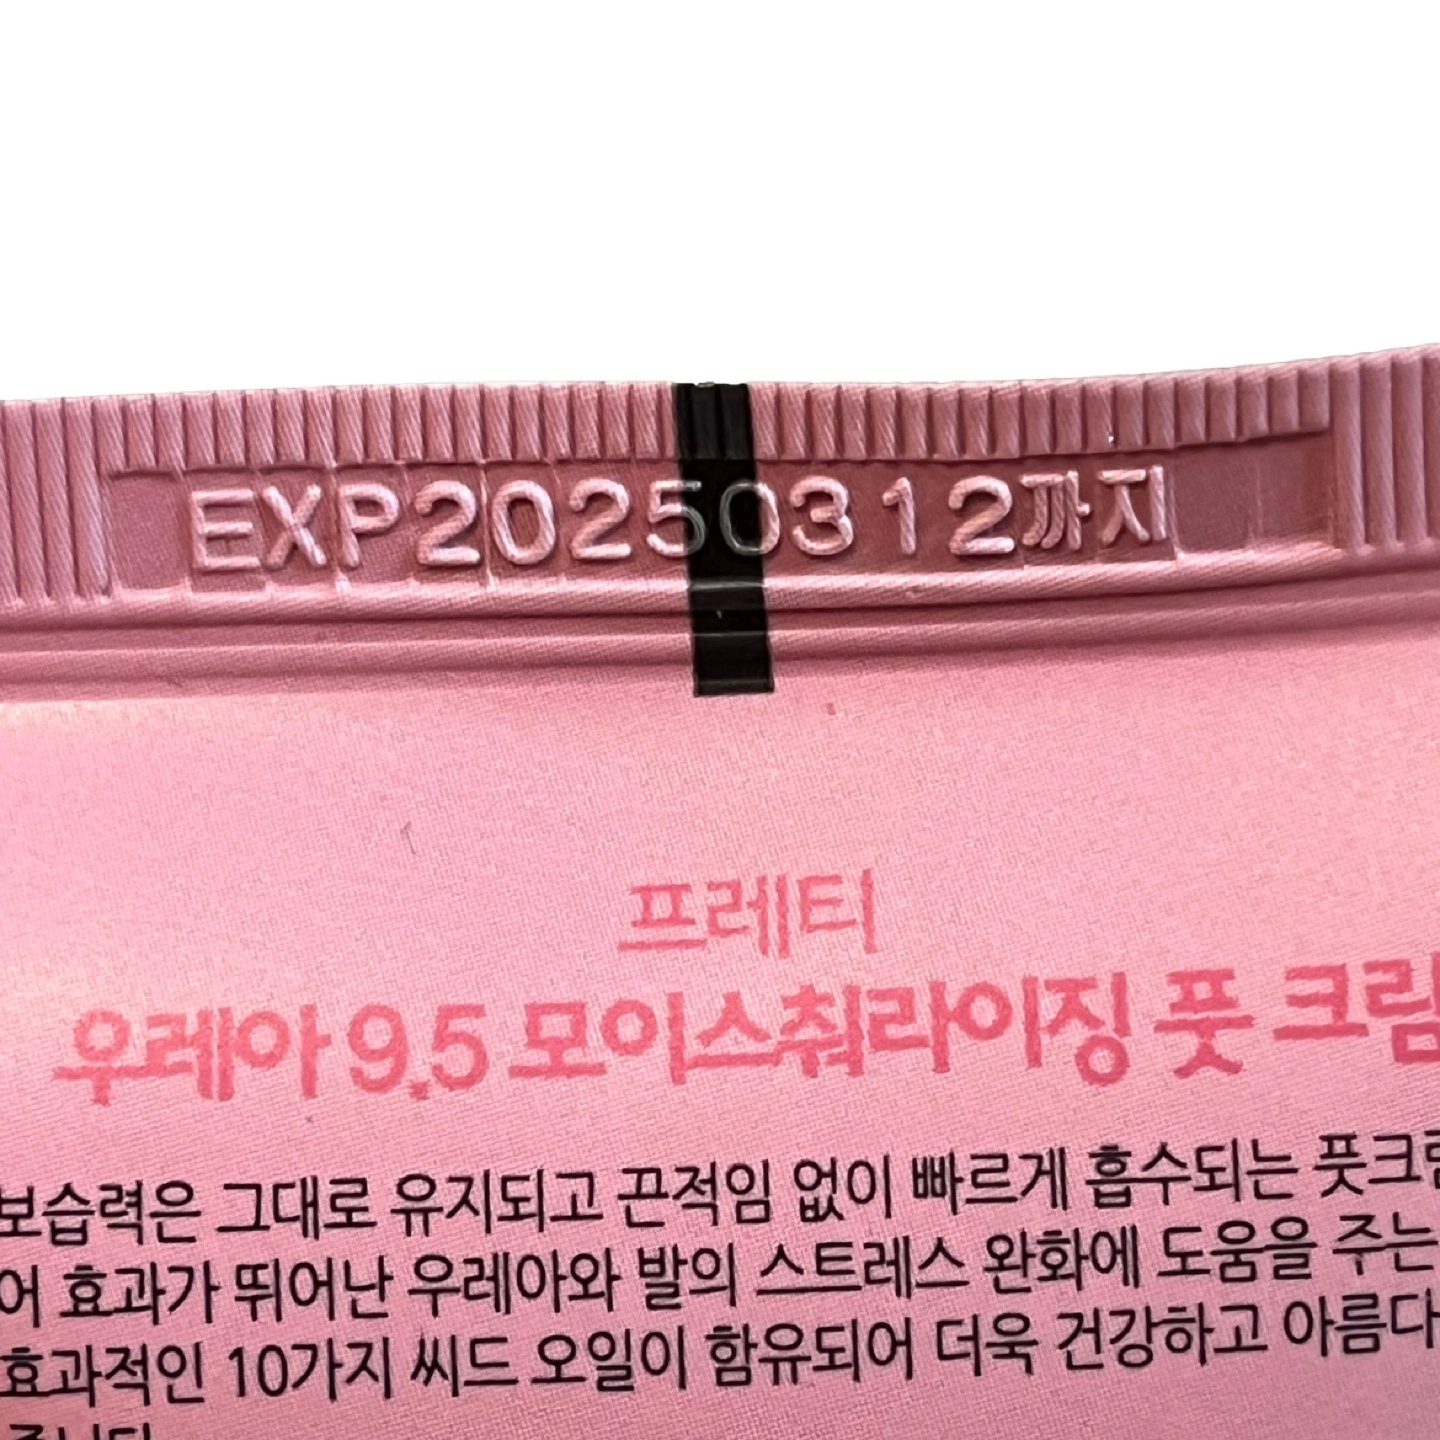 EXP20250312까지
프레티
우레아 9.5 모이스춰라이징 풋 크림
보습력은 그대로 유지되고 끈적임 없이 빠르게 흡수되는 풋크림
어 효과가 뛰어난 우레아와 발의 스트레스 완화에 도움을 주는
효과적인 10가지 씨드 오일이 함유되어 더욱 건강하고 아름다